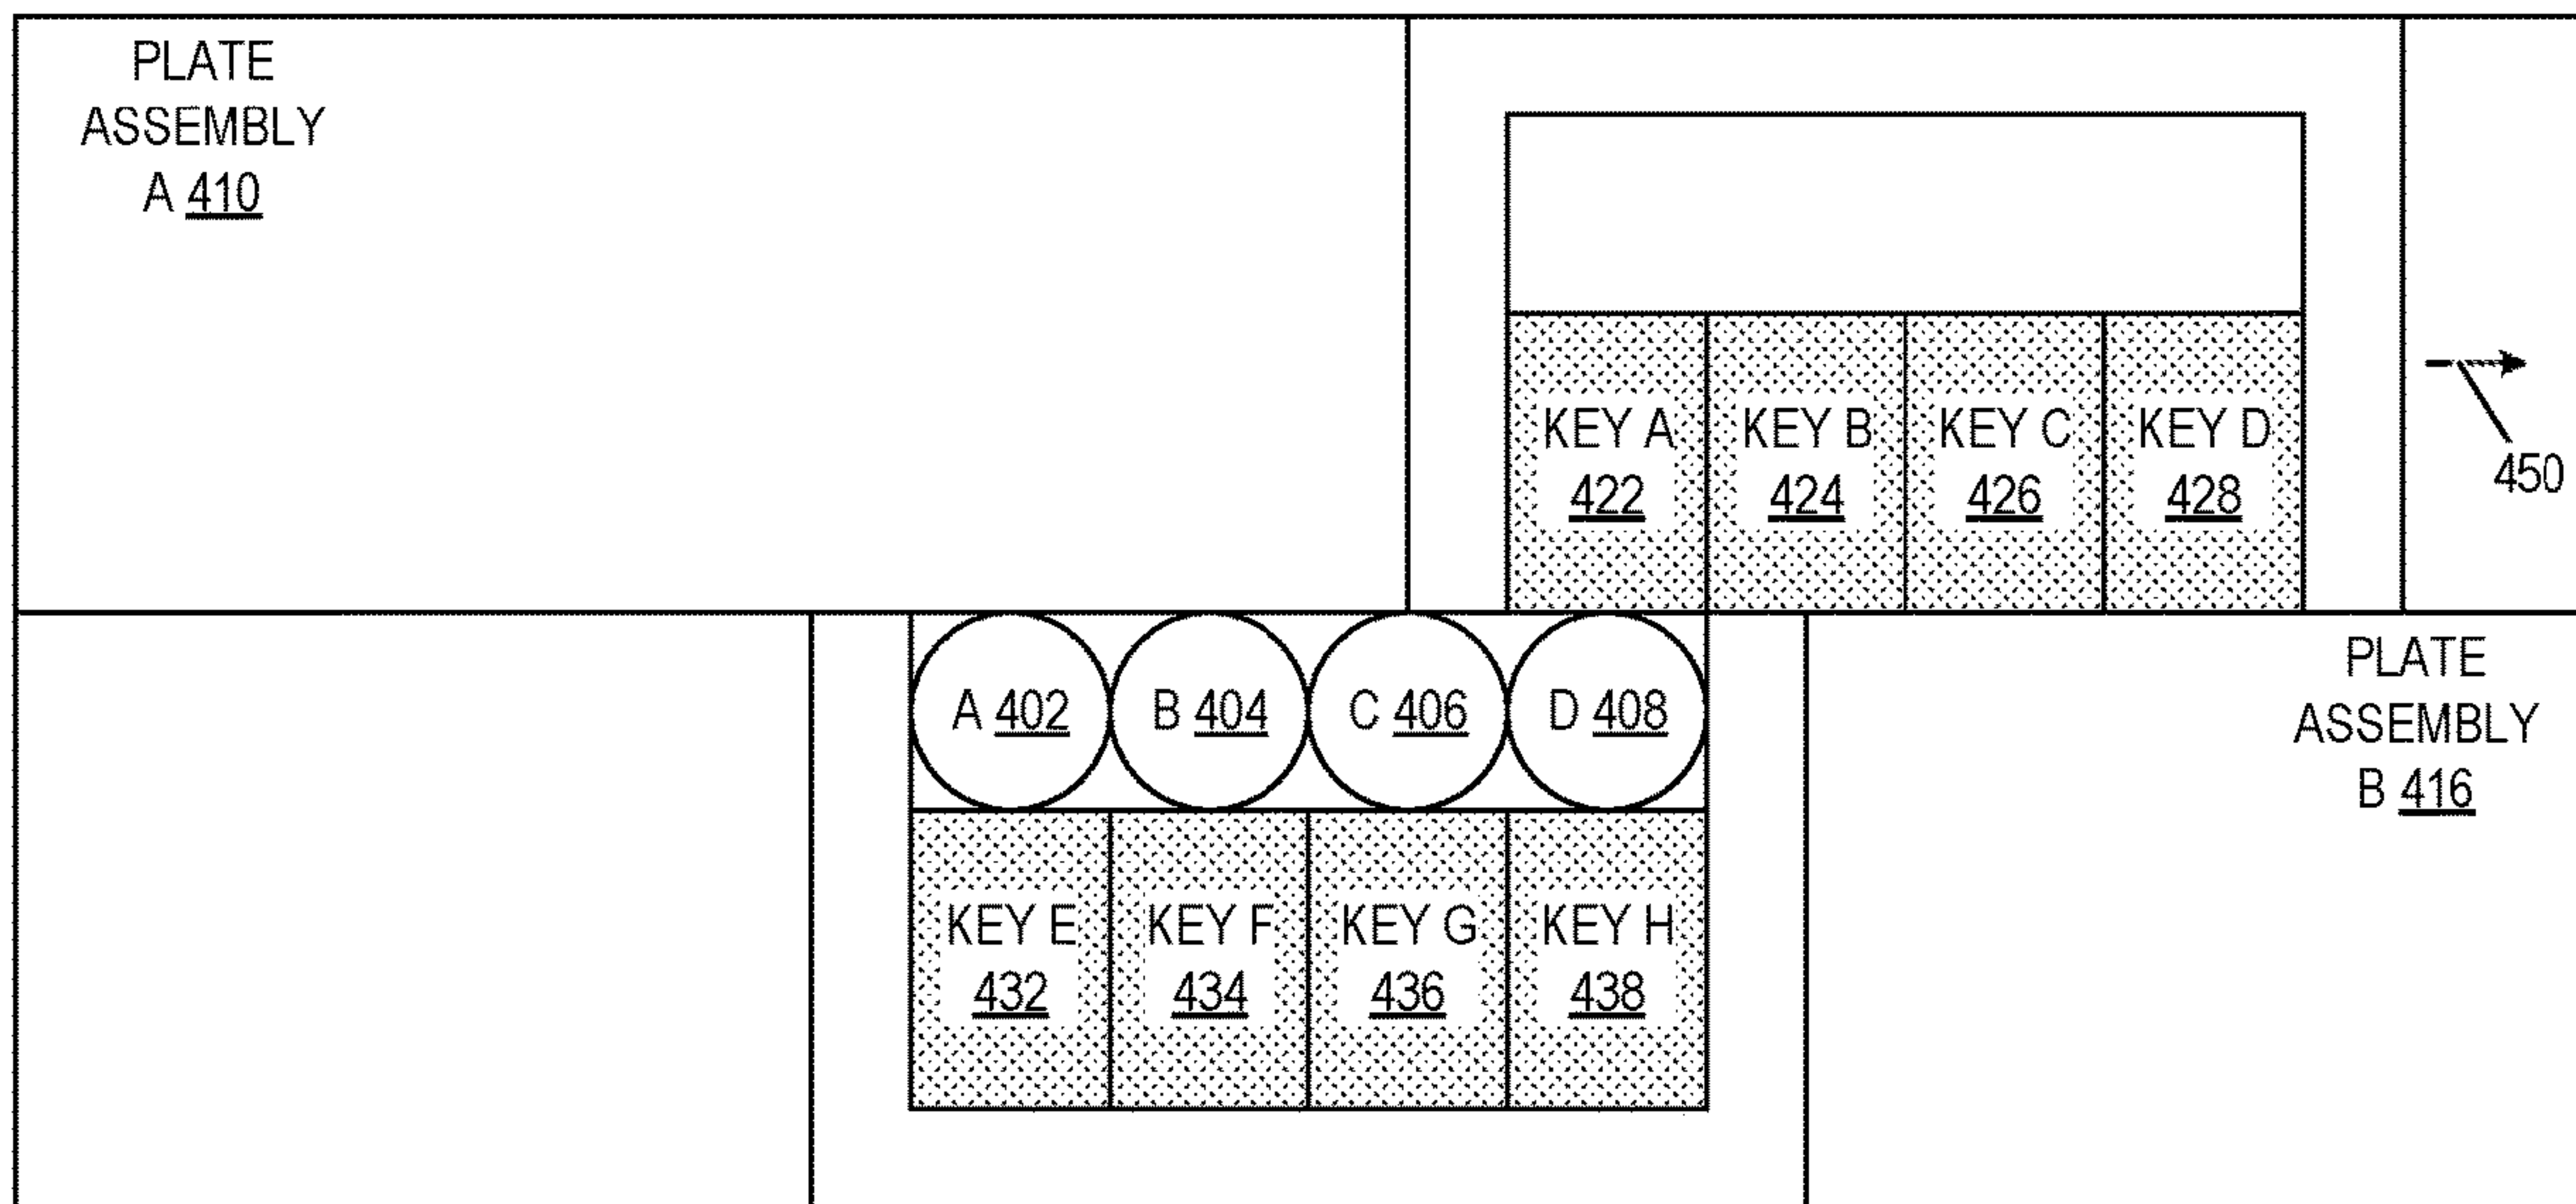 PLATE
ASSEMBLY
A 410
KEY A KEY B KEY C KEY D
422 424 426 428
450
A 402 B 404 C 406 D 408
PLATE
ASSEMBLY
B 416
KEY E KEY F KEY G KEY H
432 434 436 438